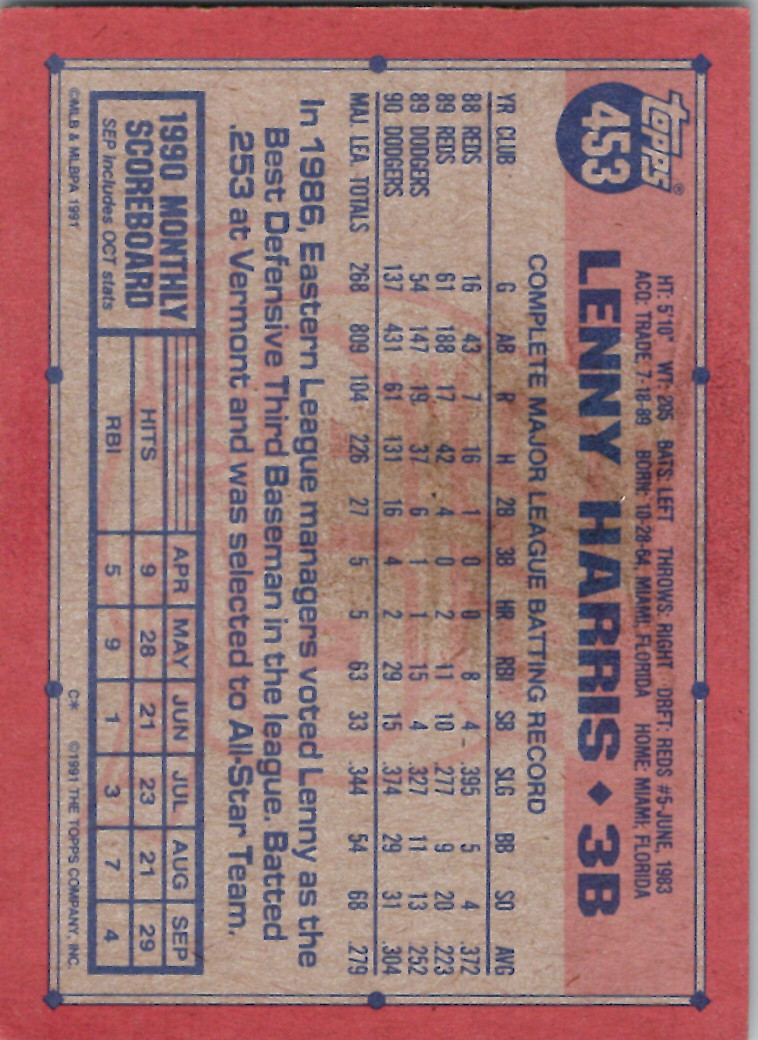 topps®
453
HT: 5'10" WT: 205 BATS: LEFT THROWS: RIGHT DRFT: REDS #5-JUNE, 1983
ACQ: TRADE, 7-18-89 BORN: 10-28-64, MIAMI, FLORIDA HOME: MIAMI, FLORIDA
LENNY HARRIS ♦ 3B
COMPLETE MAJOR LEAGUE BATTING RECORD
YR CLUB G AB R H 2B 3B HR RBI SB SLG BB SO AVG
88 REDS 16 43 7 16 1 0 0 8 4 .395 5 4 .372
89 REDS 61 188 17 42 4 0 2 11 10 .277 9 20 .223
89 DODGERS 54 147 19 37 6 1 1 15 4 .327 11 13 .252
90 DODGERS 137 431 61 131 16 4 2 29 15 .374 29 31 .304
MAJ. LEA. TOTALS 268 809 104 226 27 5 5 63 33 .344 54 68 .279
In 1986, Eastern League managers voted Lenny as the
Best Defensive Third Baseman in the league. Batted
.253 at Vermont and was selected to All-Star Team.
1990 MONTHLY
SCOREBOARD
SEP includes OCT stats
APR MAY JUN JUL AUG SEP
HITS 9 28 21 23 21 29
RBI 5 9 1 3 7 4
©MLB & MLBPA 1991 C* ©1991 THE TOPPS COMPANY, INC.